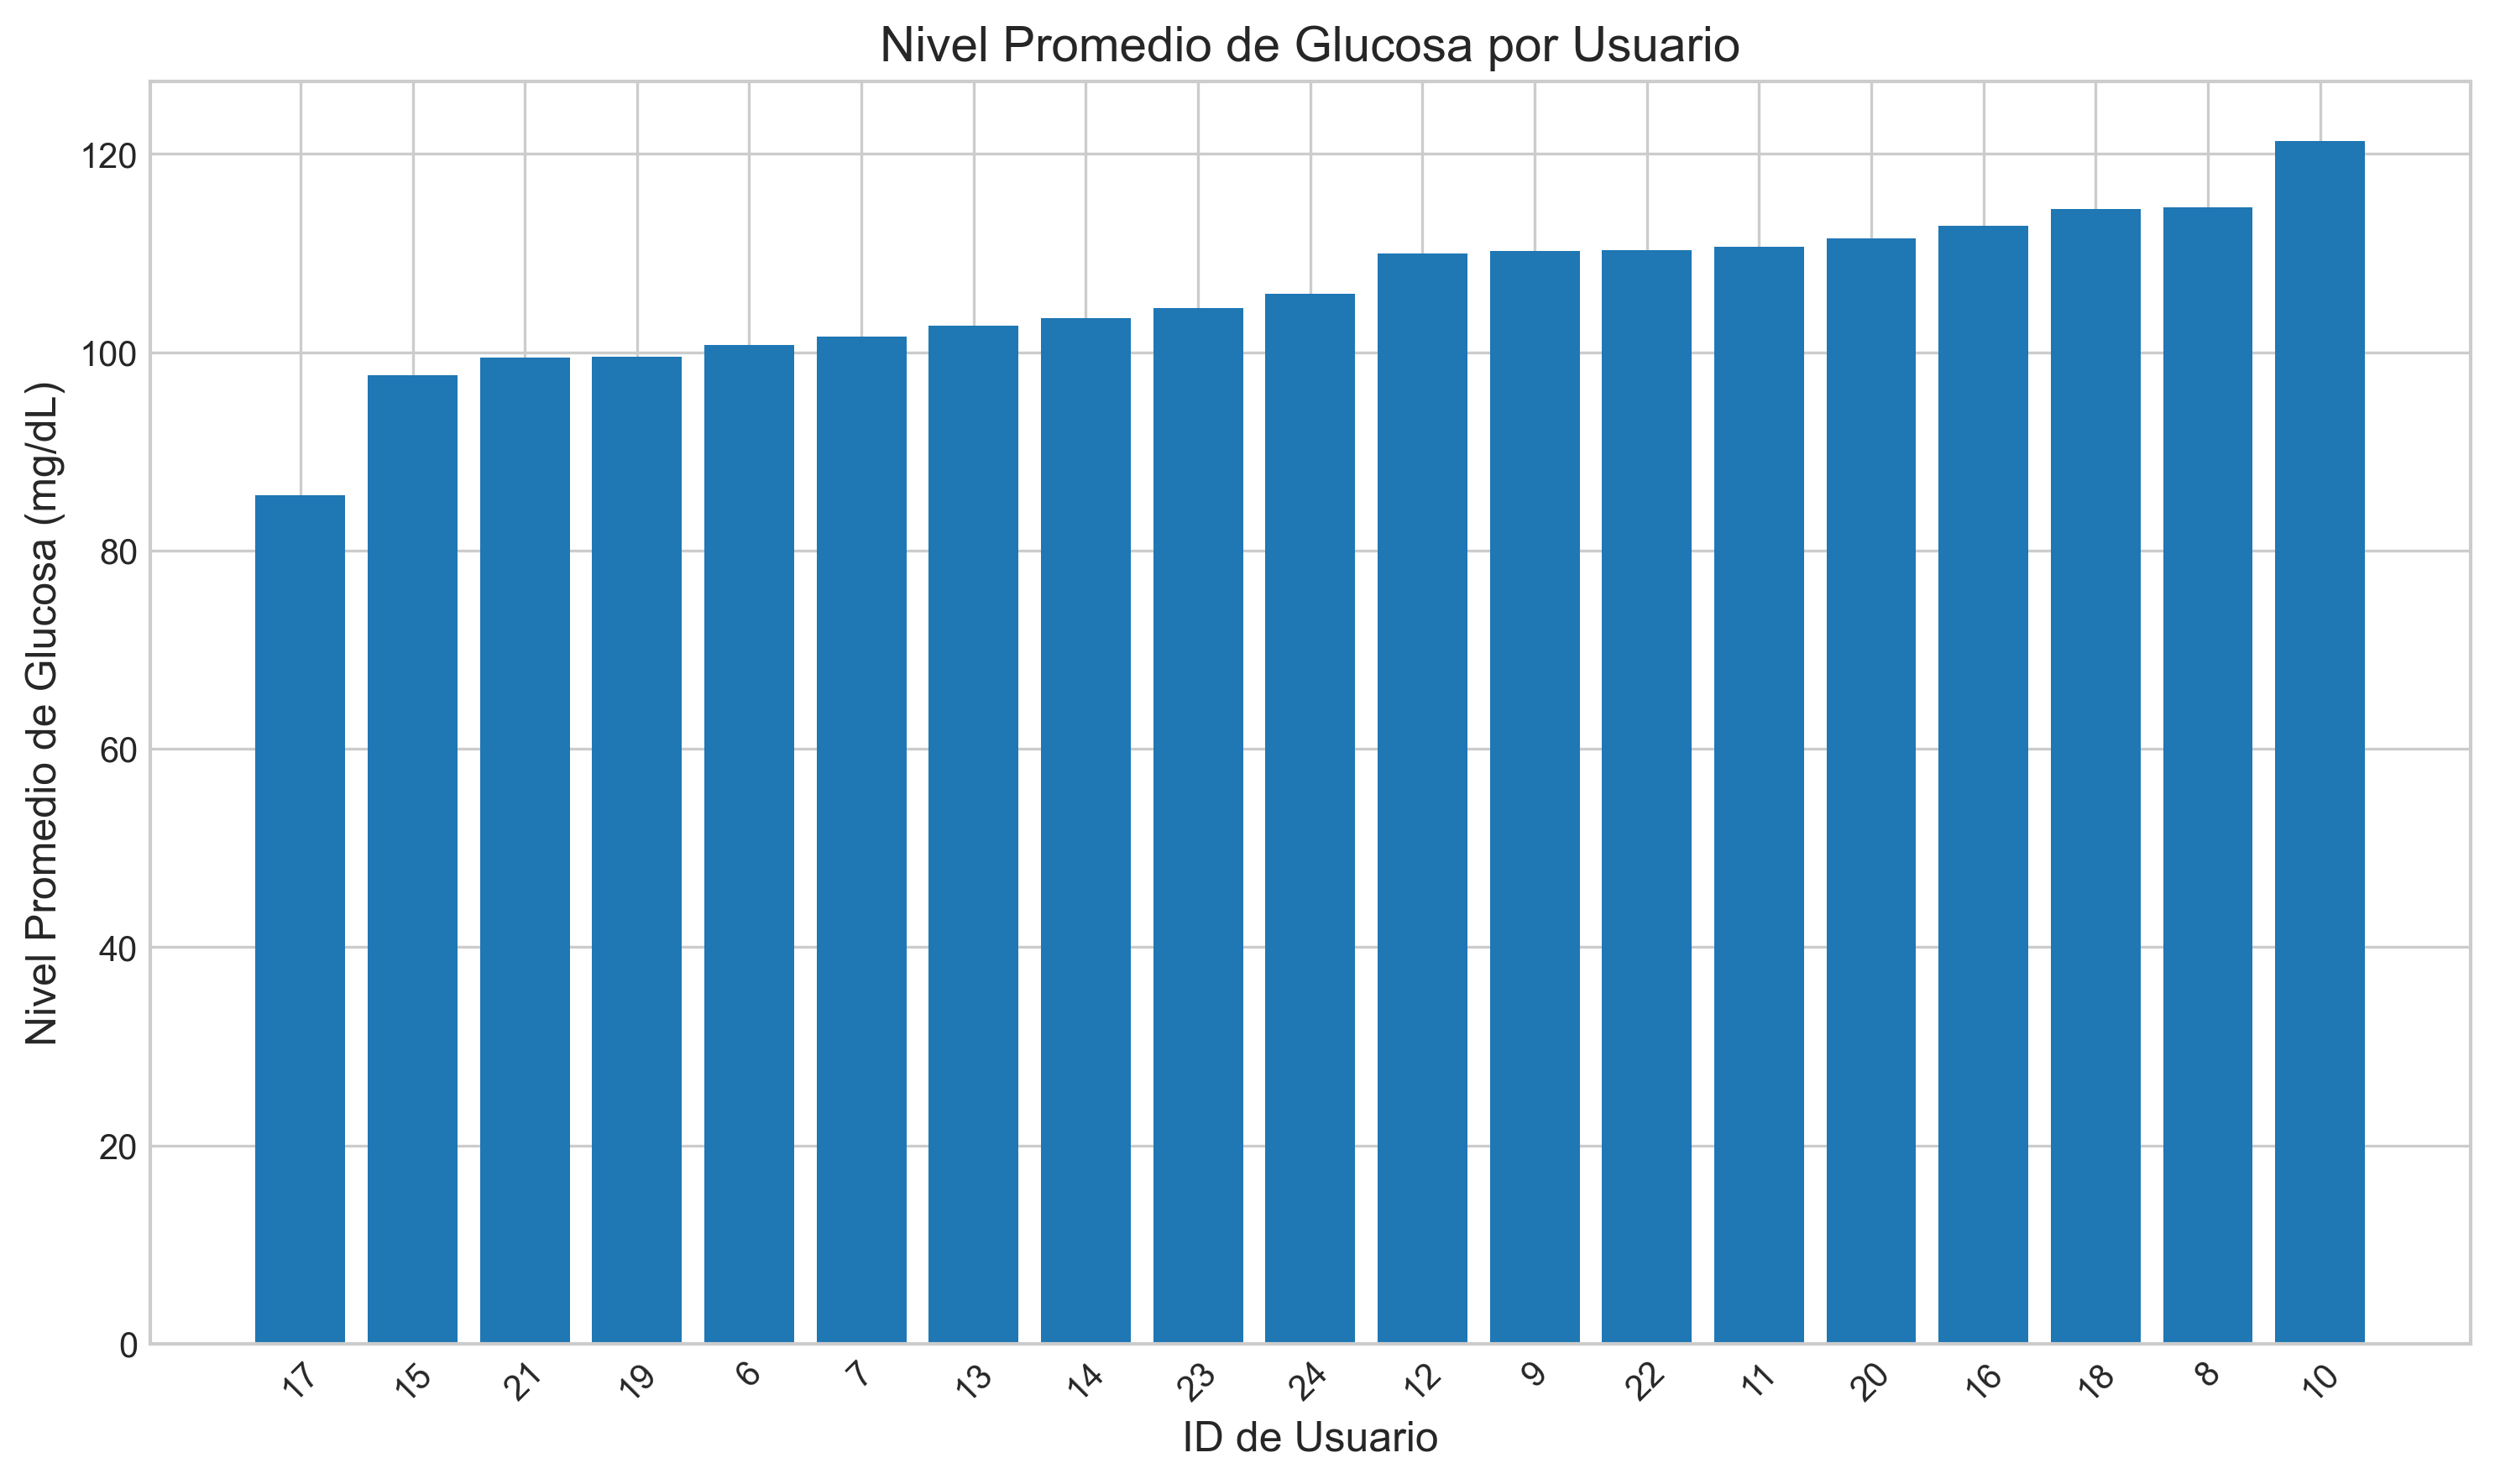 Nivel Promedio de Glucosa por Usuario
Nivel Promedio de Glucosa (mg/dL)
120
100
80
60
40
20
0
17 15 21 19 6 7 13 14 23 24 12 9 22 11 20 16 18 8 10
ID de Usuario